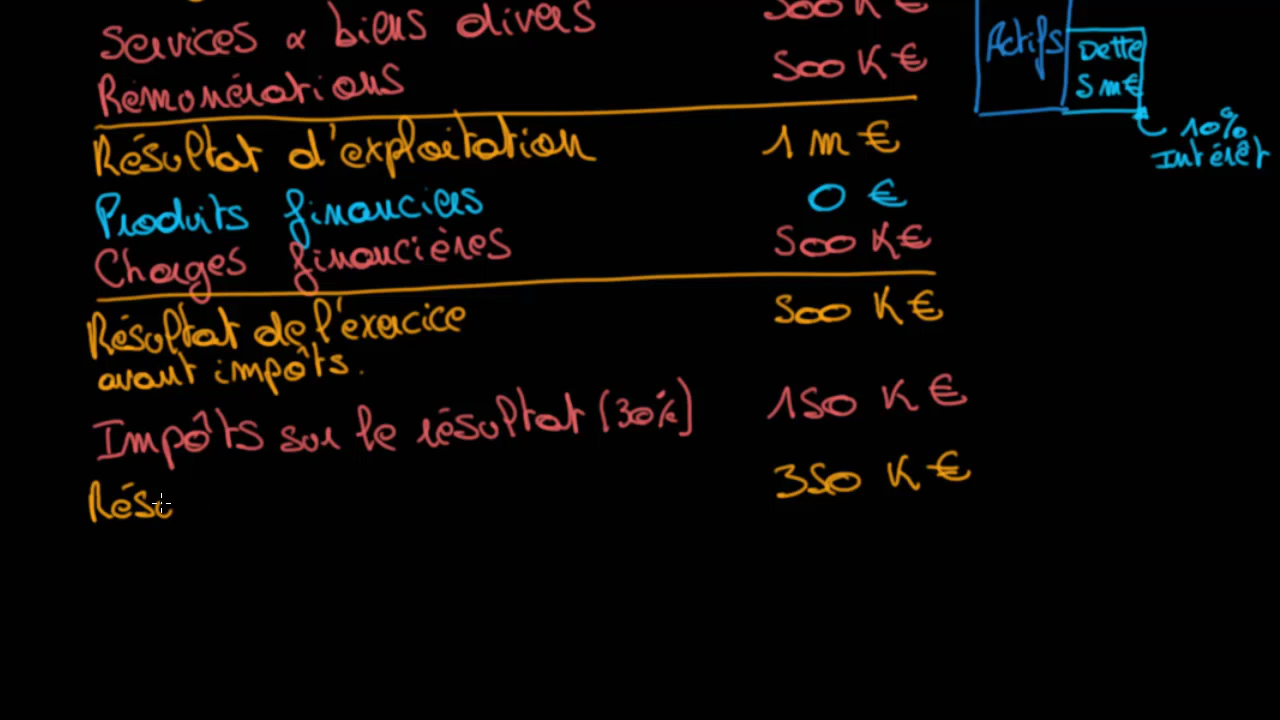 Services & biens divers 500 K €
Rémunérations 500 K €
Résultat d'exploitation 1 m €
Produits financiers 0 €
Charges financières 500 K €
Résultat de l'exercice 500 K €
avant impôts.
Impôts sur le résultat (30%) 150 K €
Résu 350 K €
Actifs
Dette
5 m €
10%
Intérêt